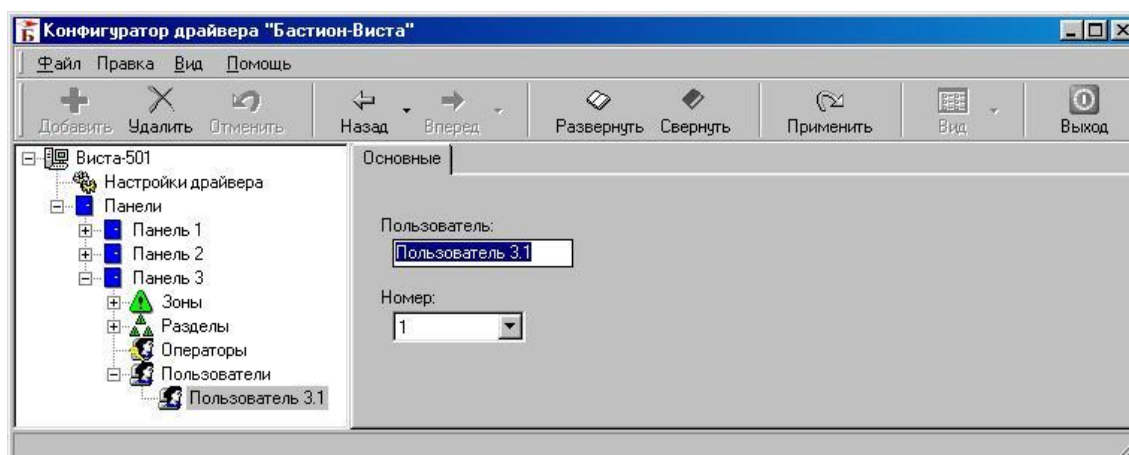 Конфигуратор драйвера "Бастион-Виста"
Файл Правка Вид Помощь
Добавить Удалить Отменить Назад Вперед Развернуть Свернуть Применить Вид Выход
Виста-501
Настройки драйвера
Панели
Панель 1
Панель 2
Панель 3
Зоны
Разделы
Операторы
Пользователи
Пользователь 3.1
Основные
Пользователь:
Пользователь 3.1
Номер:
1